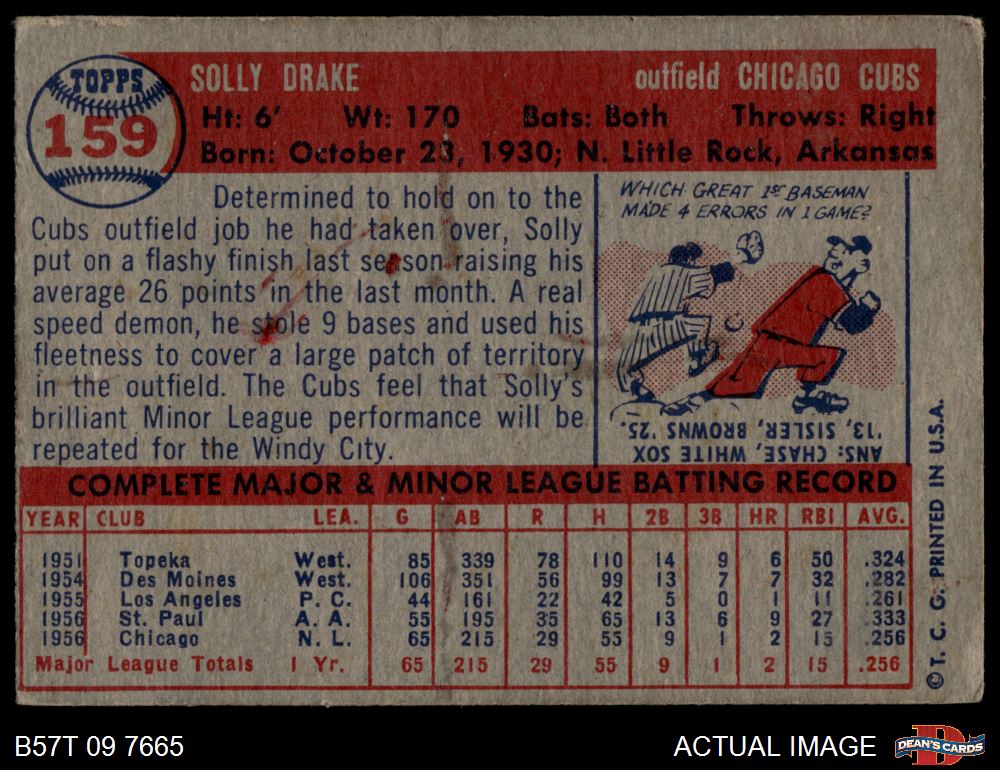 TOPPS
159
SOLLY DRAKE outfield CHICAGO CUBS
Ht: 6' Wt: 170 Bats: Both Throws: Right
Born: October 23, 1930; N. Little Rock, Arkansas
Determined to hold on to the
Cubs outfield job he had taken over, Solly
put on a flashy finish last season raising his
average 26 points in the last month. A real
speed demon, he stole 9 bases and used his
fleetness to cover a large patch of territory
in the outfield. The Cubs feel that Solly's
brilliant Minor League performance will be
repeated for the Windy City.
WHICH GREAT 1ST BASEMAN
MADE 4 ERRORS IN 1 GAME?
ANS: CHASE, WHITE SOX
'13, SISLER, BROWNS '25.
COMPLETE MAJOR & MINOR LEAGUE BATTING RECORD
YEAR CLUB LEA. G AB R H 2B 3B HR RBI AVG.
1951 Topeka West. 85 339 78 110 14 9 6 50 .324
1954 Des Moines West. 106 351 56 99 13 7 7 32 .282
1955 Los Angeles P. C. 44 161 22 42 5 0 1 11 .261
1956 St. Paul A. A. 55 195 35 65 13 6 9 27 .333
1956 Chicago N. L. 65 215 29 55 9 1 2 15 .256
Major League Totals 1 Yr. 65 215 29 55 9 1 2 15 .256
© T. C. G. PRINTED IN U.S.A.
B57T 09 7665 ACTUAL IMAGE
DEAN'S CARDS